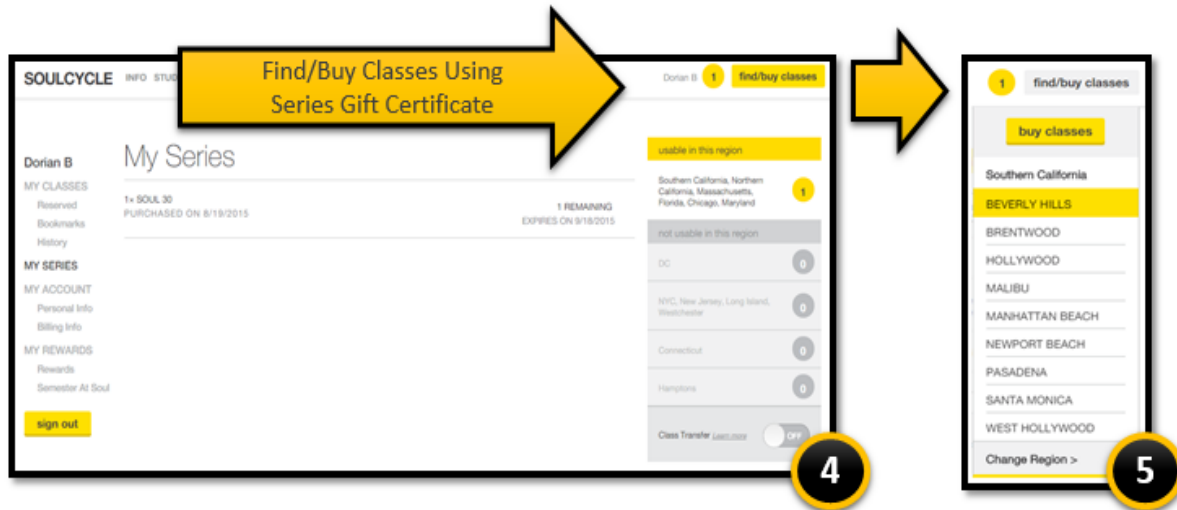 Find/Buy Classes Using
Series Gift Certificate
SOULCYCLE INFO STUD
Dorian B 1 find/buy classes
Dorian B
MY CLASSES
Reserved
Bookmarks
History
MY SERIES
MY ACCOUNT
Personal Info
Billing Info
MY REWARDS
Rewards
Semester At Soul
sign out
My Series
1× SOUL 30
PURCHASED ON 8/19/2015
1 REMAINING
EXPIRES ON 9/18/2015
usable in this region
Southern California, Northern
California, Massachusetts,
Florida, Chicago, Maryland
1
not usable in this region
DC 0
NYC, New Jersey, Long Island,
Westchester
0
Connecticut 0
Hamptons 0
Class Transfer Learn more OFF
4
1 find/buy classes
buy classes
Southern California
BEVERLY HILLS
BRENTWOOD
HOLLYWOOD
MALIBU
MANHATTAN BEACH
NEWPORT BEACH
PASADENA
SANTA MONICA
WEST HOLLYWOOD
Change Region >
5